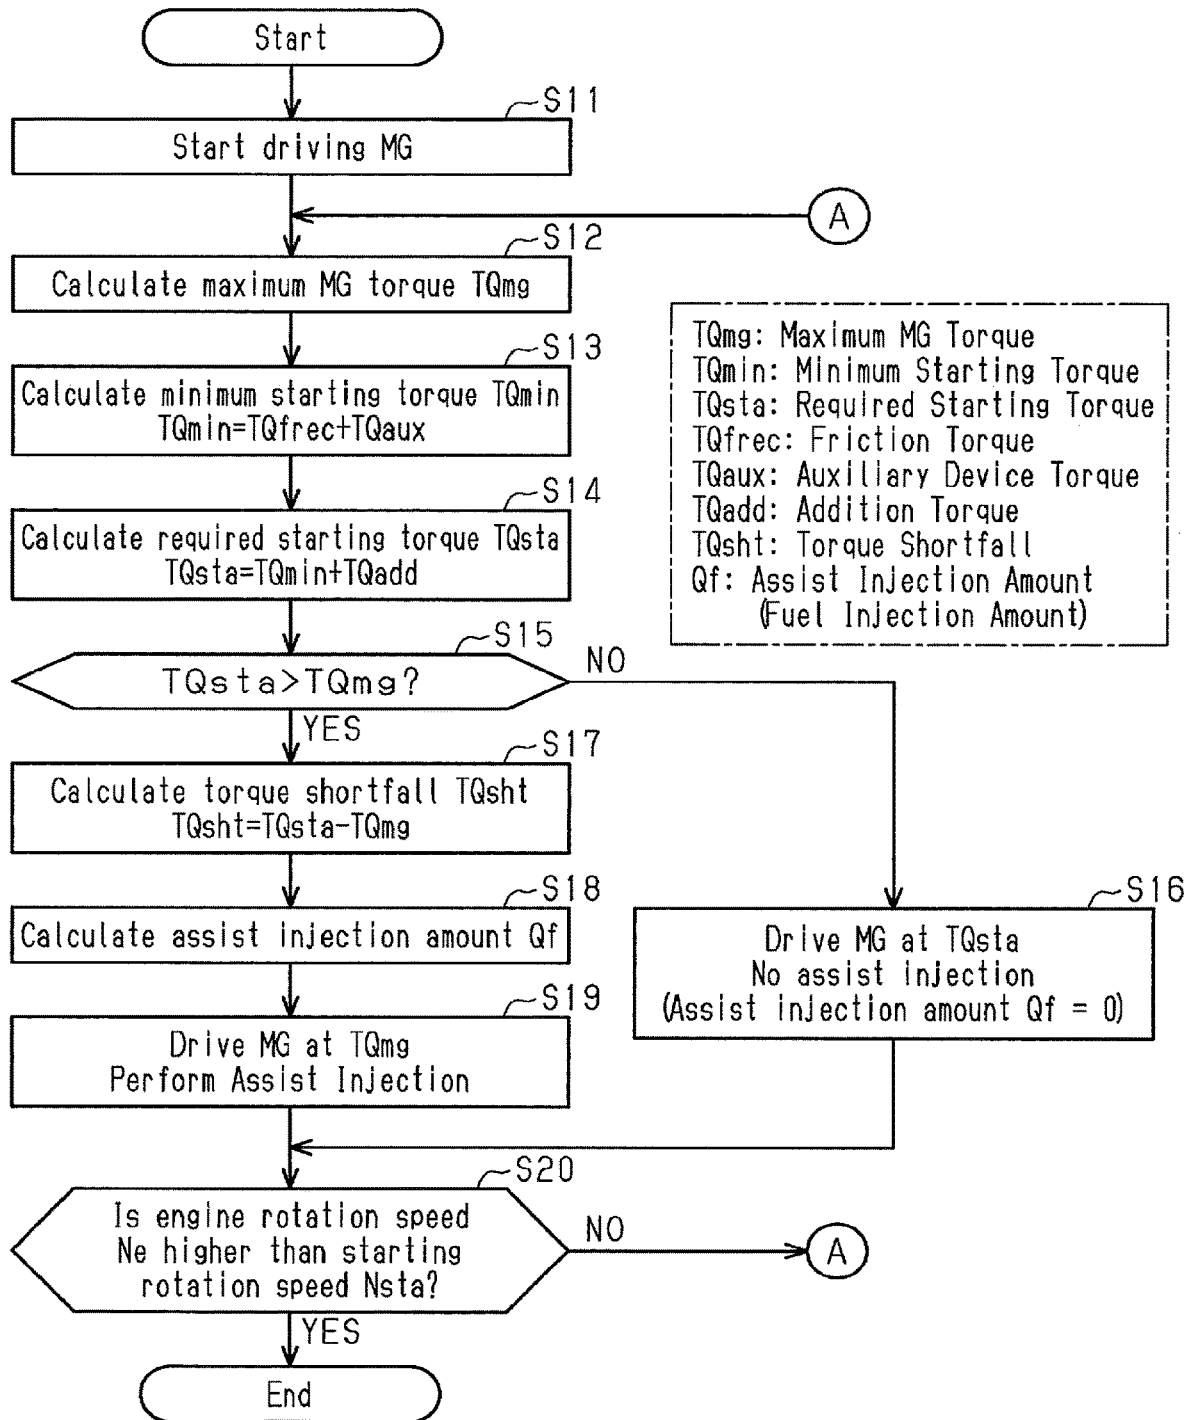 Start
S11
Start driving MG
A
S12
Calculate maximum MG torque TQmg
S13
Calculate minimum starting torque TQmin
TQmin=TQfrec+TQaux
S14
Calculate required starting torque TQsta
TQsta=TQmin+TQadd
TQmg: Maximum MG Torque
TQmin: Minimum Starting Torque
TQsta: Required Starting Torque
TQfrec: Friction Torque
TQaux: Auxiliary Device Torque
TQadd: Addition Torque
TQsht: Torque Shortfall
Qf: Assist Injection Amount
(Fuel Injection Amount)
S15
TQsta>TQmg?
NO
YES
S17
Calculate torque shortfall TQsht
TQsht=TQsta-TQmg
S18
Calculate assist injection amount Qf
S16
Drive MG at TQsta
No assist injection
(Assist injection amount Qf = 0)
S19
Drive MG at TQmg
Perform Assist Injection
S20
Is engine rotation speed
Ne higher than starting
rotation speed Nsta?
NO
A
YES
End